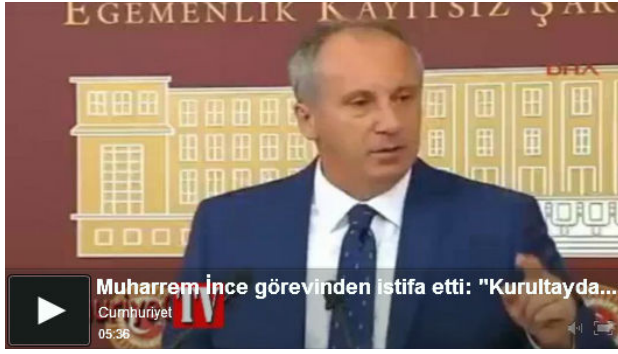 EGEMENLİK KAYITSIZ ŞAR
DHA
Muharrem İnce görevinden istifa etti: "Kurultayda...
Cumhuriyet
TV
05:36